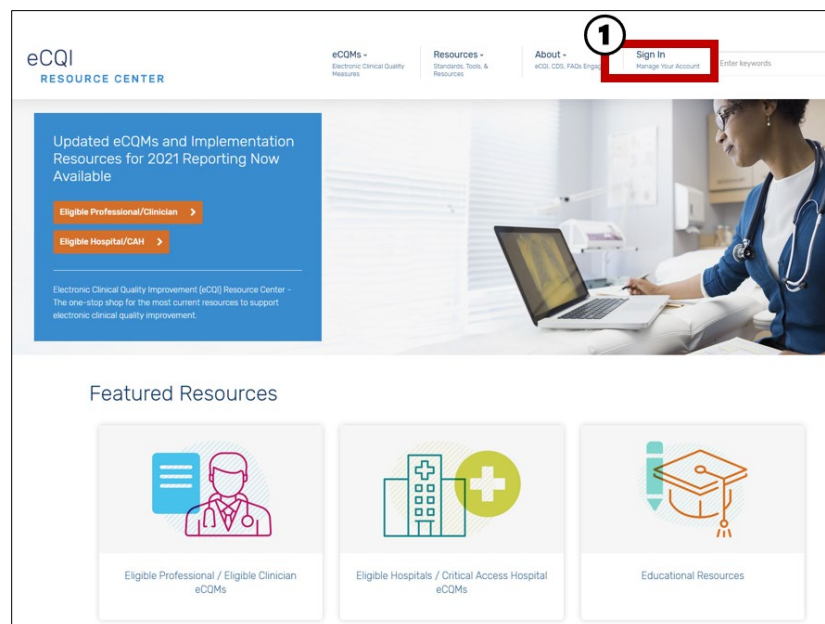 eCQI
RESOURCE CENTER
eCQMs
Electronic Clinical Quality
Measures
Resources
Standards, Tools, &
Resources
About
eCQI, CDS, FAQs Engag
1
Sign In
Manage Your Account
Enter keywords
Updated eCQMs and Implementation
Resources for 2021 Reporting Now
Available
Eligible Professional/Clinician
Eligible Hospital/CAH
Electronic Clinical Quality Improvement (eCQI) Resource Center -
The one-stop shop for the most current resources to support
electronic clinical quality improvement.
Featured Resources
Eligible Professional / Eligible Clinician
eCQMs
Eligible Hospitals / Critical Access Hospital
eCQMs
Educational Resources